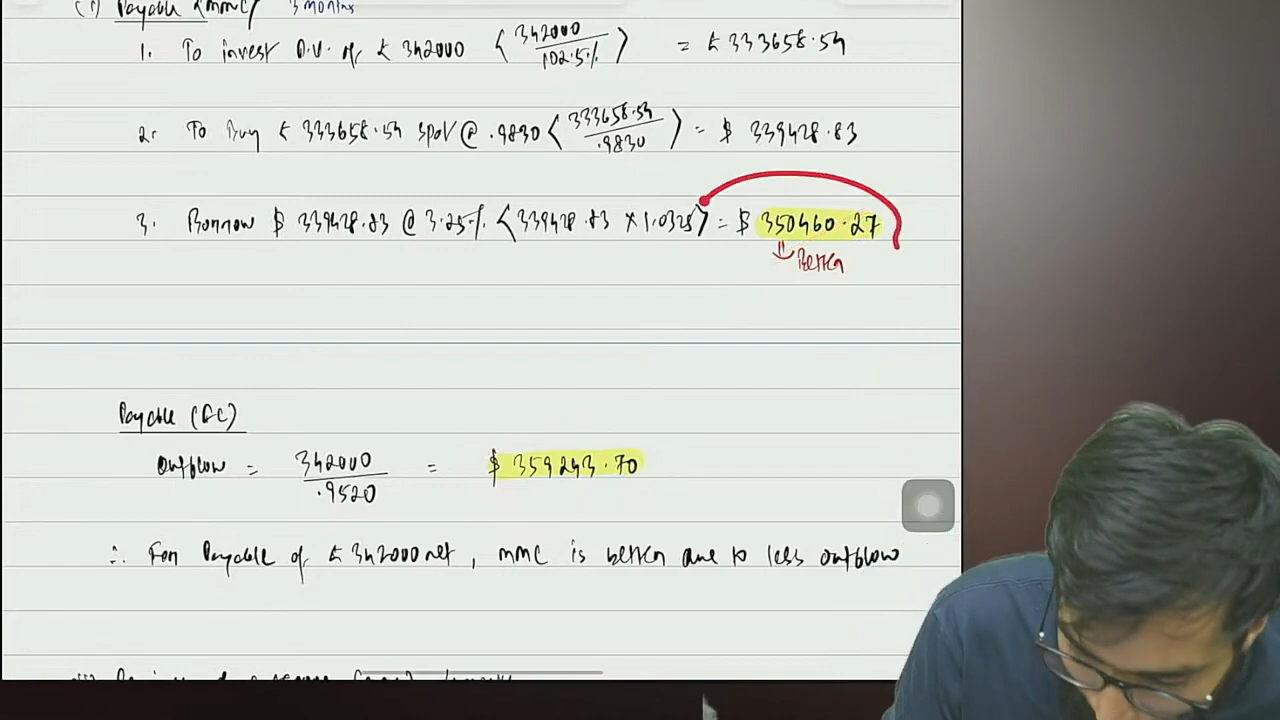 (i) Payable (MMC) 3 months
1. To invest P.V. of £ 342000 <342000/102.5%> = £ 333658.54
2. To Buy £ 333658.54 spot @ .9830 <333658.54/.9830> = $ 339428.83
3. Borrow $ 339428.83 @ 3.25% <339428.83 × 1.0325> = $ 350460.27
Better
Payable (FC)
Outflow = 342000/.9520 = $ 359243.70
∴ For Payable of £ 342000 net, MMC is better due to less outflow